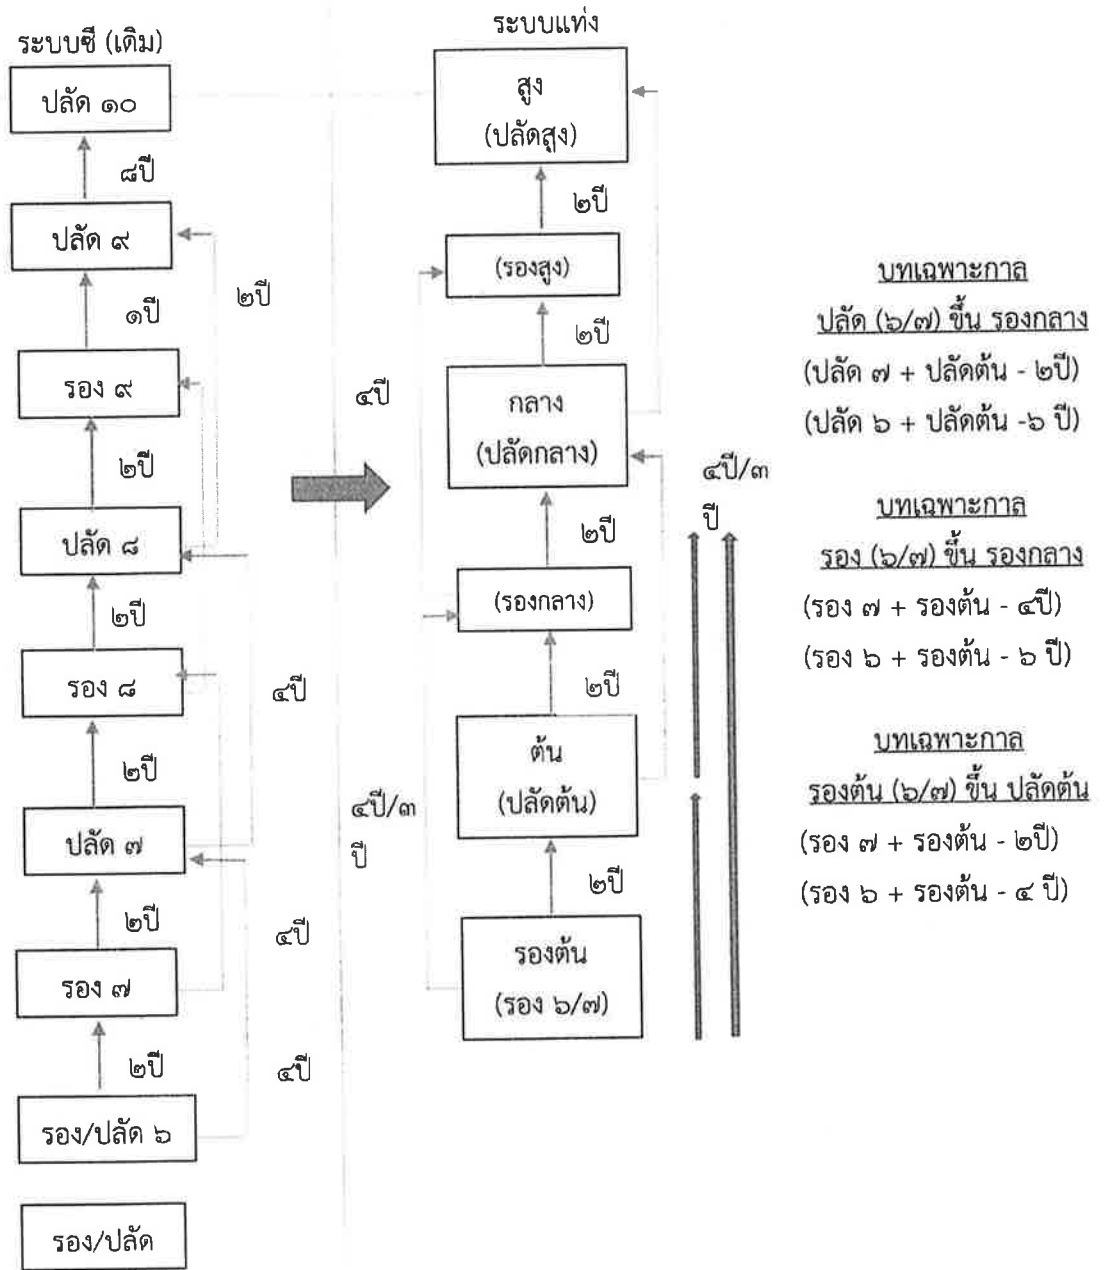 ระบบซี (เดิม)
ปลัด ๑๐
๘ปี
ปลัด ๙
๒ปี
๑ปี
รอง ๙
๒ปี
ปลัด ๘
๒ปี
รอง ๘
๔ปี
๒ปี
ปลัด ๗
๒ปี
๔ปี
รอง ๗
๒ปี
๔ปี
รอง/ปลัด ๖
รอง/ปลัด
ระบบแท่ง
สูง
(ปลัดสูง)
๒ปี
(รองสูง)
๒ปี
๔ปี
กลาง
(ปลัดกลาง)
๒ปี
(รองกลาง)
๒ปี
ต้น
(ปลัดต้น)
๔ปี/๓
ปี
๒ปี
รองต้น
(รอง ๖/๗)
๔ปี/๓
ปี
บทเฉพาะกาล
ปลัด (๖/๗) ขึ้น รองกลาง
(ปลัด ๗ + ปลัดต้น - ๒ปี)
(ปลัด ๖ + ปลัดต้น -๖ ปี)
บทเฉพาะกาล
รอง (๖/๗) ขึ้น รองกลาง
(รอง ๗ + รองต้น - ๔ปี)
(รอง ๖ + รองต้น - ๖ ปี)
บทเฉพาะกาล
รองต้น (๖/๗) ขึ้น ปลัดต้น
(รอง ๗ + รองต้น - ๒ปี)
(รอง ๖ + รองต้น - ๔ ปี)